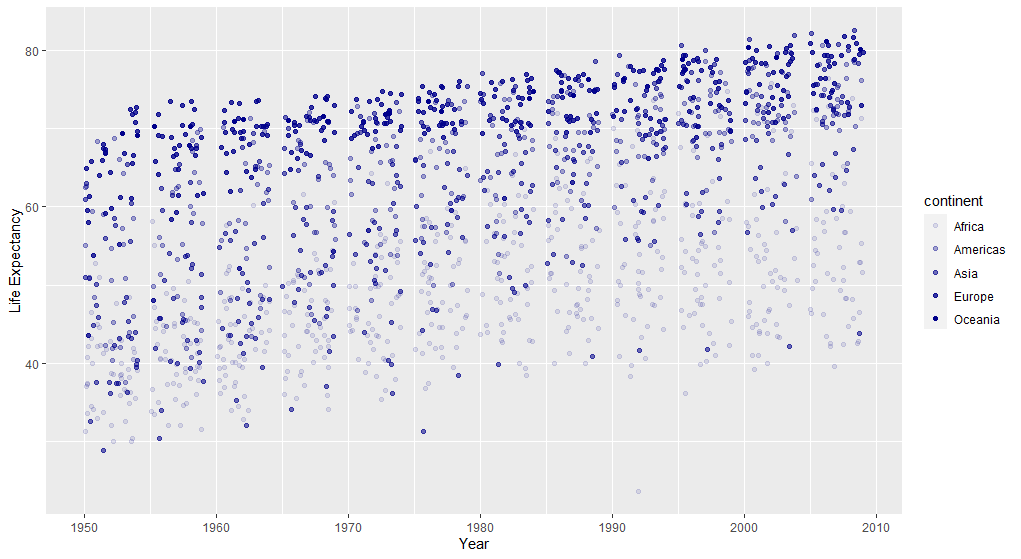 80
60
40
Life Expectancy
1950
1960
1970
1980
1990
2000
2010
Year
continent
Africa
Americas
Asia
Europe
Oceania